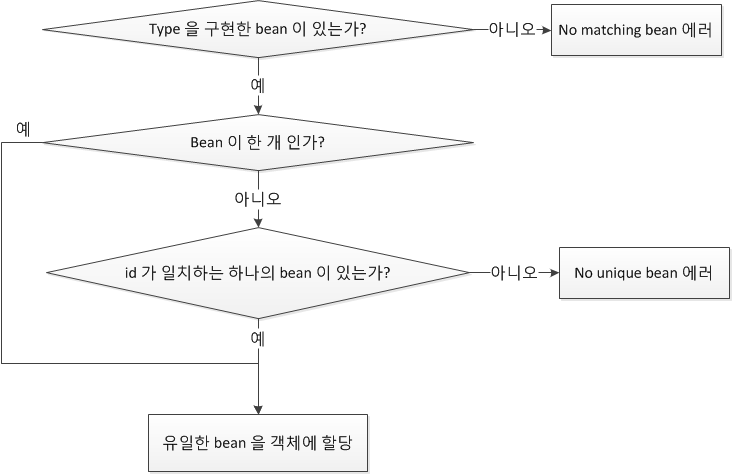 Type 을 구현한 bean 이 있는가?
아니오
No matching bean 에러
예
예
Bean 이 한 개 인가?
아니오
id 가 일치하는 하나의 bean 이 있는가?
아니오
No unique bean 에러
예
유일한 bean 을 객체에 할당